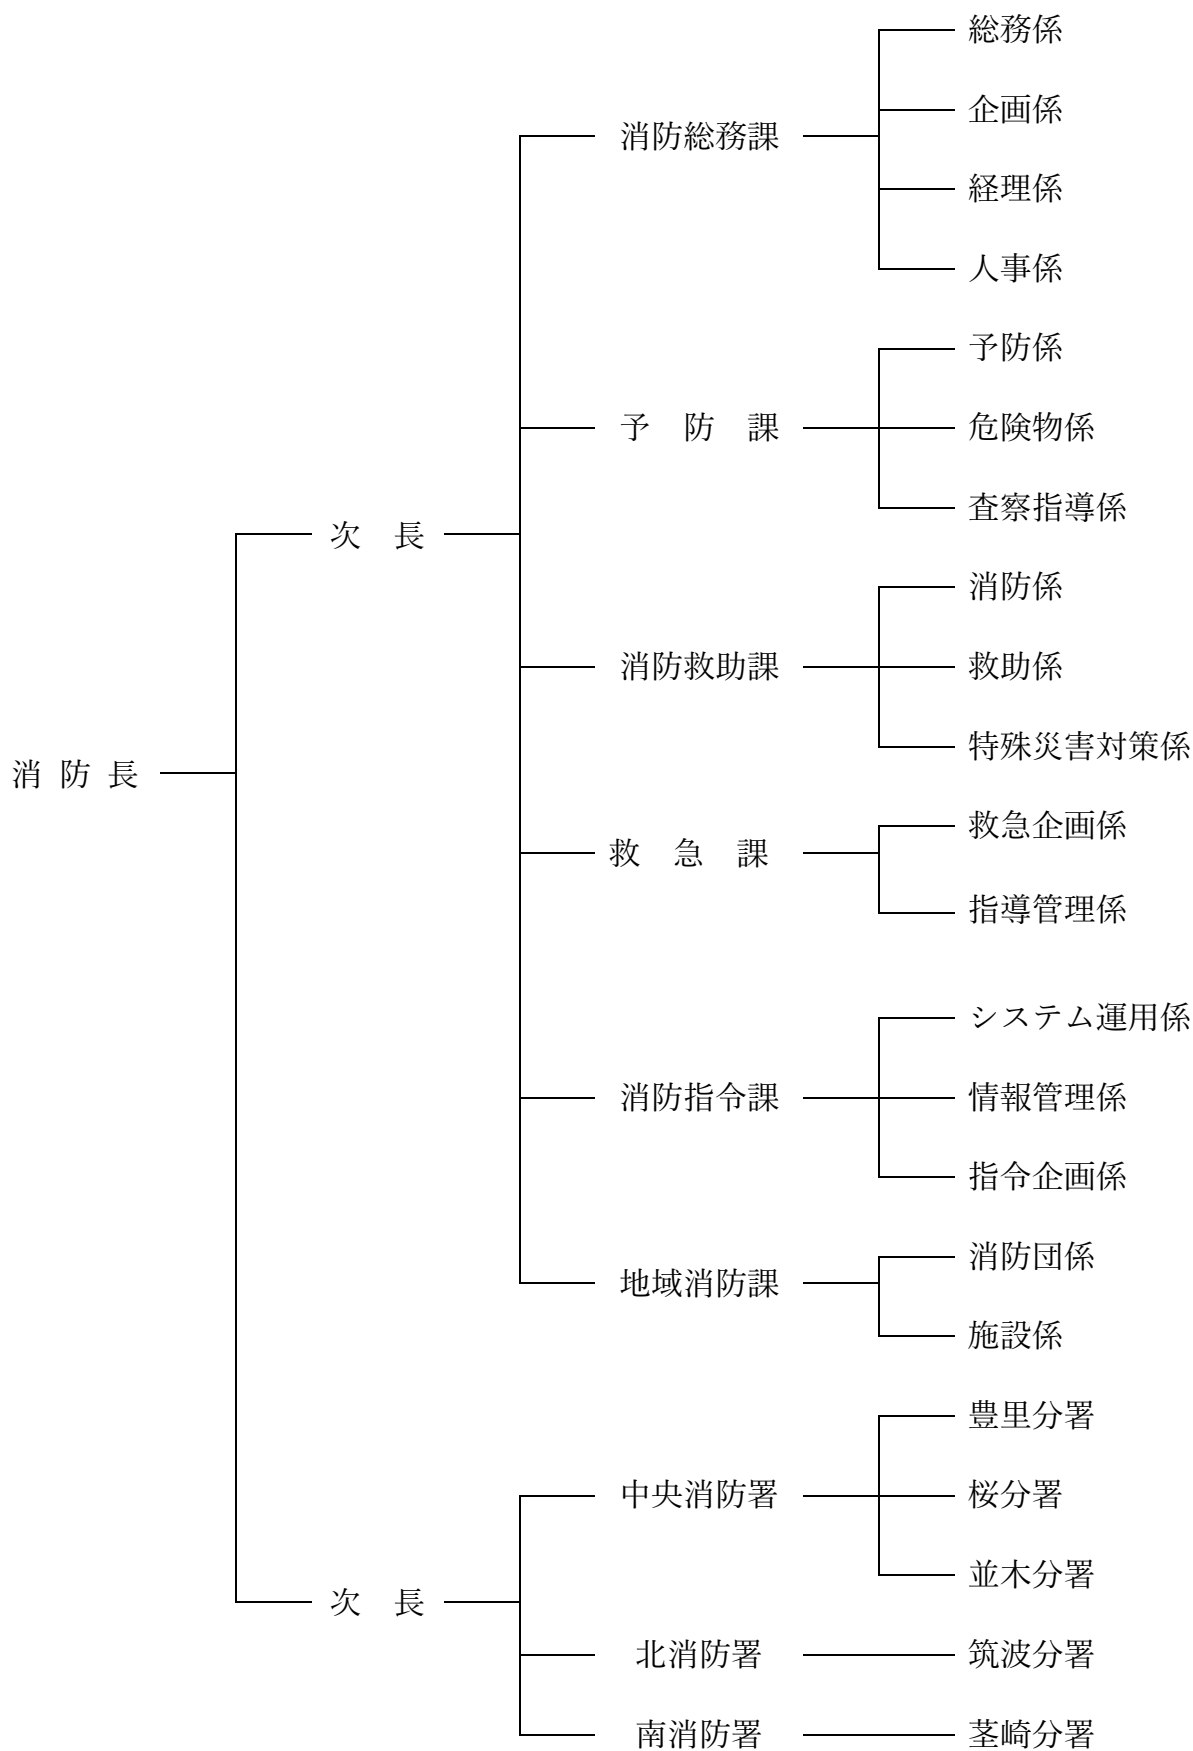 総務係
企画係
消防総務課
経理係
人事係
予防係
予　防　課
危険物係
査察指導係
次　長
消防係
消防救助課
救助係
特殊災害対策係
消 防 長
救急企画係
救　急　課
指導管理係
システム運用係
消防指令課
情報管理係
指令企画係
消防団係
地域消防課
施設係
豊里分署
中央消防署
桜分署
並木分署
次　長
北消防署
筑波分署
南消防署
茎崎分署